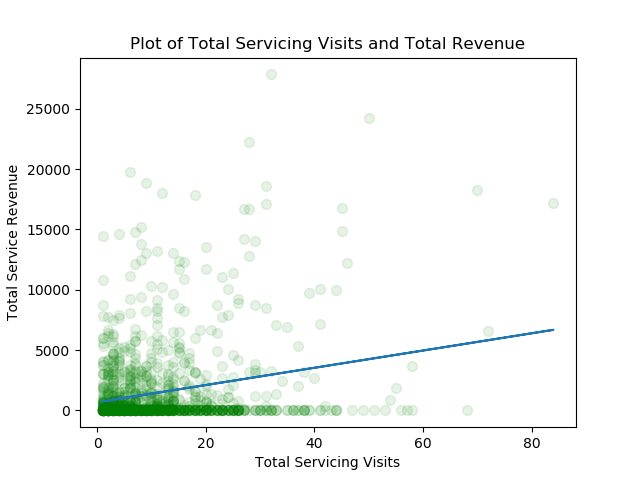 Plot of Total Servicing Visits and Total Revenue
25000
20000
15000
10000
5000
0
Total Service Revenue
0 20 40 60 80
Total Servicing Visits